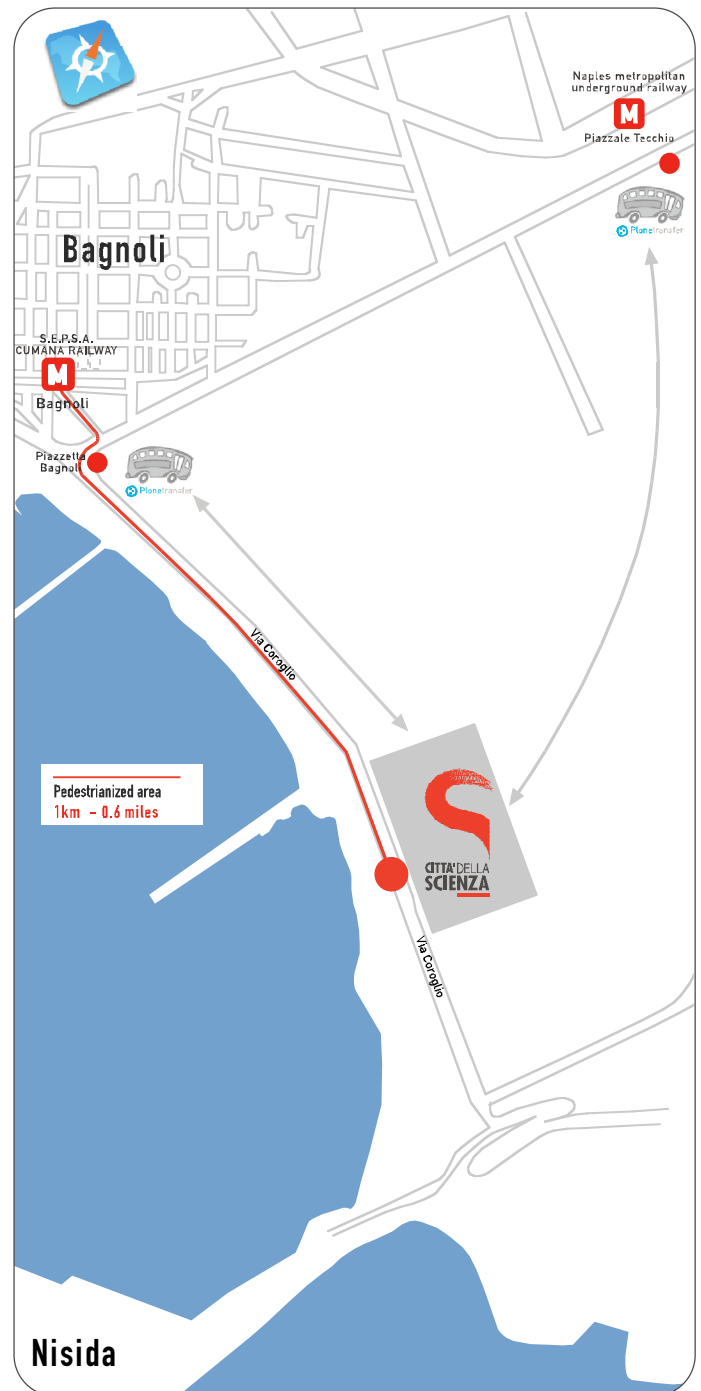 Naples metropolitan
underground railway
M
Piazzale Tecchio
Planetransfer
Bagnoli
S.E.P.S.A.
CUMANA RAILWAY
M
Bagnoli
Piazzetta
Bagnoli
Planetransfer
Via Coroglio
Pedestrianized area
1km - 0.6 miles
CITTA'DELLA
SCIENZA
Via Coroglio
Nisida